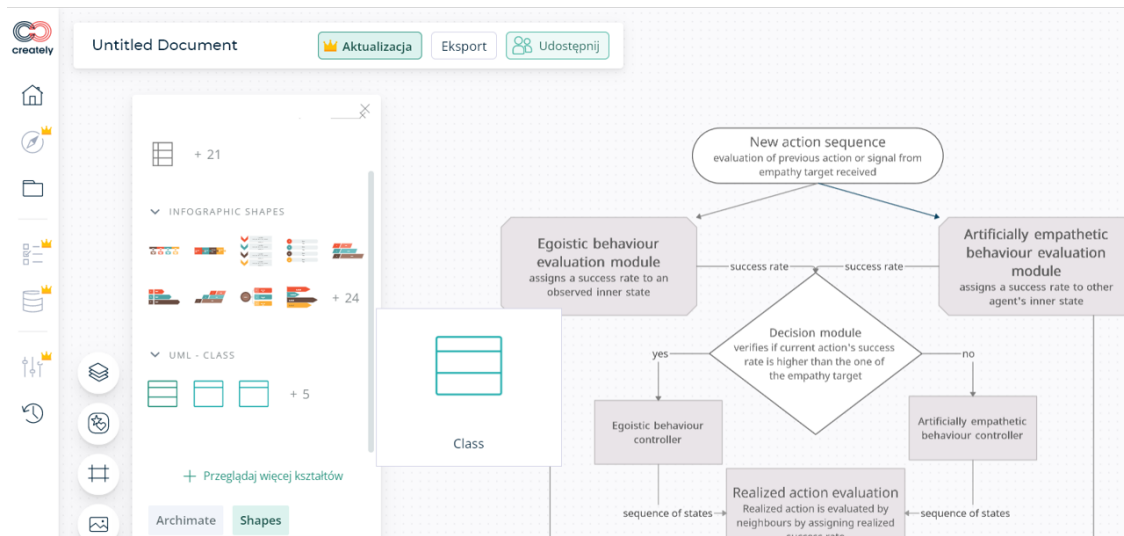 creately
Untitled Document
Aktualizacja
Eksport
Udostępnij
+ 21
INFOGRAPHIC SHAPES
+ 24
UML - CLASS
+ 5
Class
+ Przeglądaj więcej kształtów
Archimate
Shapes
New action sequence
evaluation of previous action or signal from
empathy target received
Egoistic behaviour
evaluation module
assigns a success rate to an
observed inner state
Artificially empathetic
behaviour evaluation
module
assigns a success rate to other
agent's inner state
success rate
success rate
Decision module
verifies if current action's success
rate is higher than the one of
the empathy target
yes
no
Egoistic behaviour
controller
Artificially empathetic
behaviour controller
Realized action evaluation
Realized action is evaluated by
neighbours by assigning realized
success rate
sequence of states
sequence of states